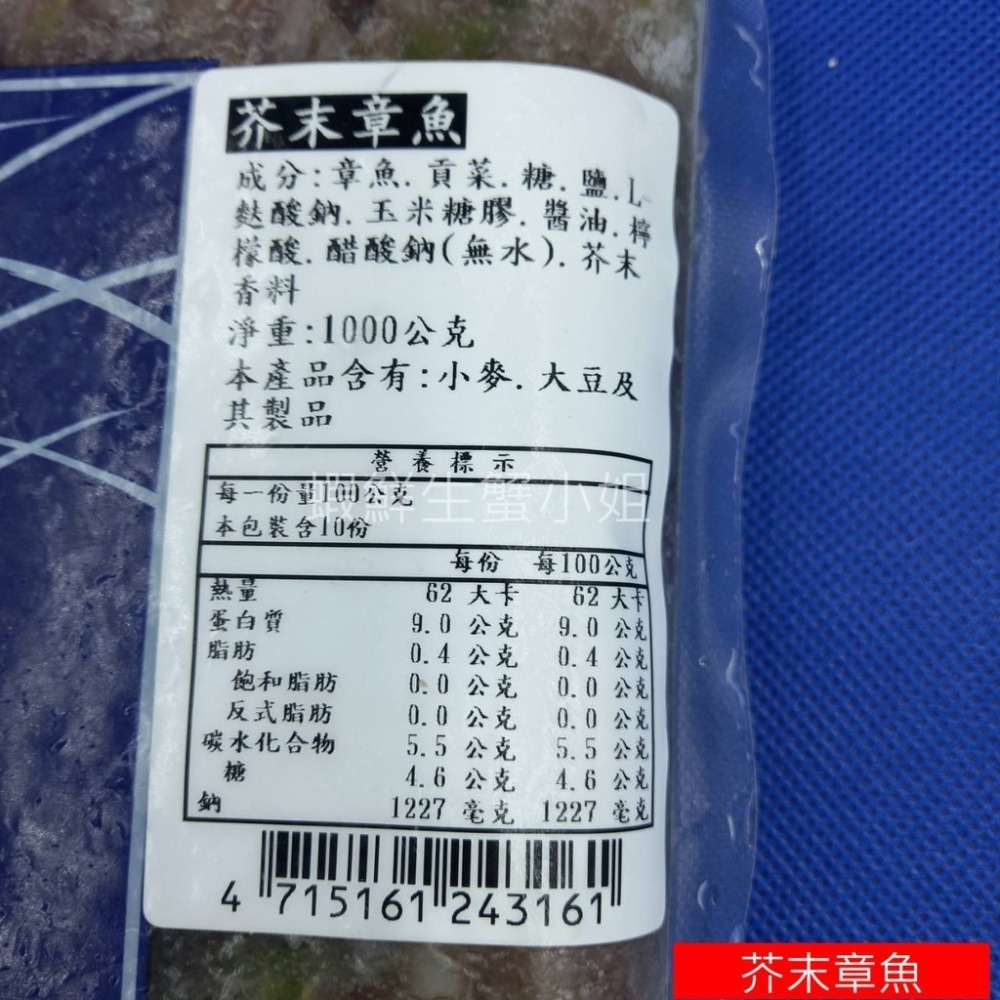 芥末章魚
成分:章魚.貢菜.糖.鹽.L-
麩酸鈉.玉米糖膠.醬油.檸
檬酸.醋酸鈉(無水).芥末
香料
淨重:1000公克
本產品含有:小麥.大豆及
其製品
營養標示
每一份量100公克
本包裝含10份
每份 每100公克
熱量 62 大卡 62 大卡
蛋白質 9.0 公克 9.0 公克
脂肪 0.4 公克 0.4 公克
飽和脂肪 0.0 公克 0.0 公克
反式脂肪 0.0 公克 0.0 公克
碳水化合物 5.5 公克 5.5 公克
糖 4.6 公克 4.6 公克
鈉 1227 毫克 1227 毫克
蝦鮮生蟹小姐
4 715161 243161
芥末章魚